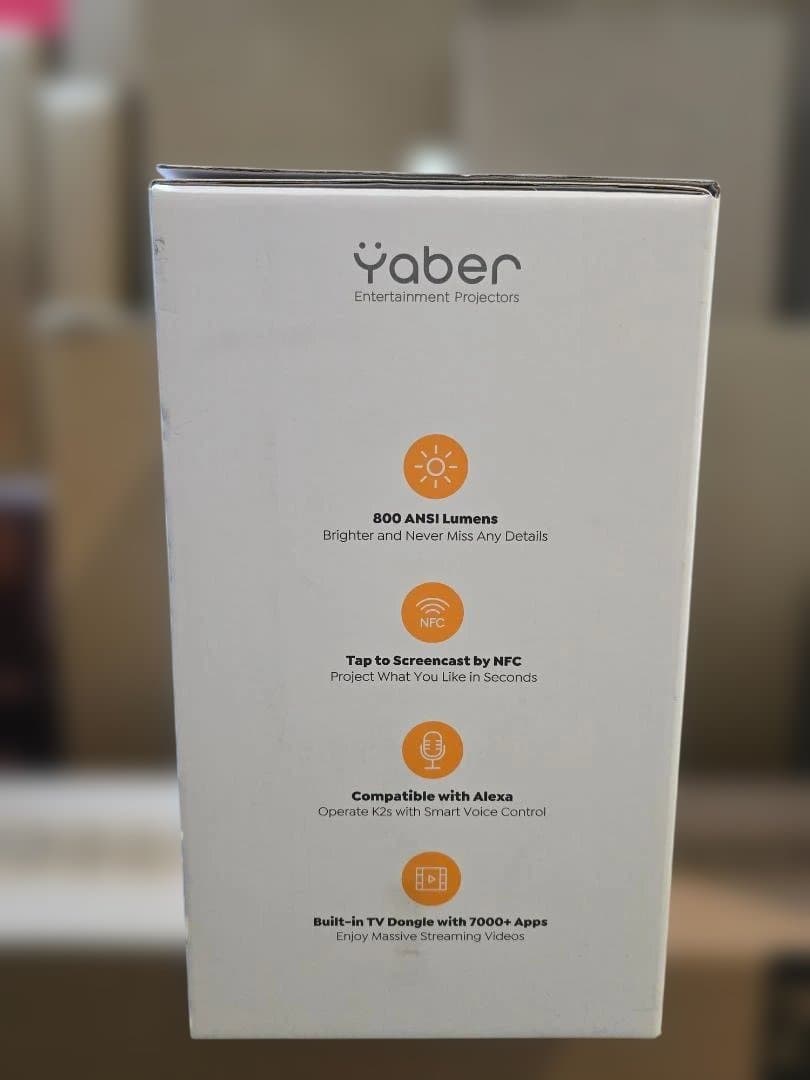 Ÿaber
Entertainment Projectors
800 ANSI Lumens
Brighter and Never Miss Any Details
NFC
Tap to Screencast by NFC
Project What You Like in Seconds
Compatible with Alexa
Operate K2s with Smart Voice Control
Built-in TV Dongle with 7000+ Apps
Enjoy Massive Streaming Videos